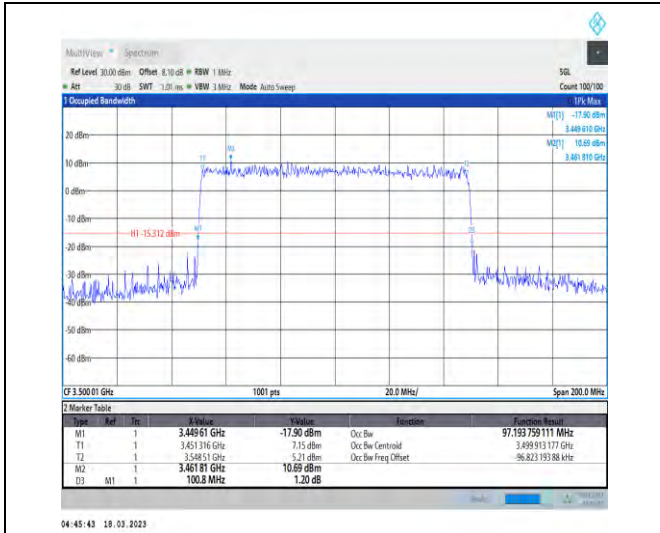 MultiView Spectrum
Ref Level 30.00 dBm Offset 8.10 dB RBW 1 MHz SGL
Att 30 dB SWT 1.01 ms VBW 3 MHz Mode Auto Sweep Count 100/100
1 Occupied Bandwidth 1Pk Max
M1[1] -17.90 dBm
3.449 610 GHz
M2[1] 10.69 dBm
3.461 810 GHz
20 dBm
M2
T1 T2
10 dBm
0 dBm
-10 dBm
H1 -15.312 dBm M1 D3
-20 dBm
-30 dBm
-40 dBm
-50 dBm
-60 dBm
CF 3.500 01 GHz 1001 pts 20.0 MHz/ Span 200.0 MHz
2 Marker Table
Type Ref Trc X-Value Y-Value Function Function Result
M1 1 3.449 61 GHz -17.90 dBm Occ Bw 97.193 759 111 MHz
T1 1 3.451 316 GHz 7.15 dBm Occ Bw Centroid 3.499 913 177 GHz
T2 1 3.548 51 GHz 5.21 dBm Occ Bw Freq Offset -96.823 193 88 kHz
M2 1 3.461 81 GHz 10.69 dBm
D3 M1 1 100.8 MHz 1.20 dB
04:45:43 18.03.2023